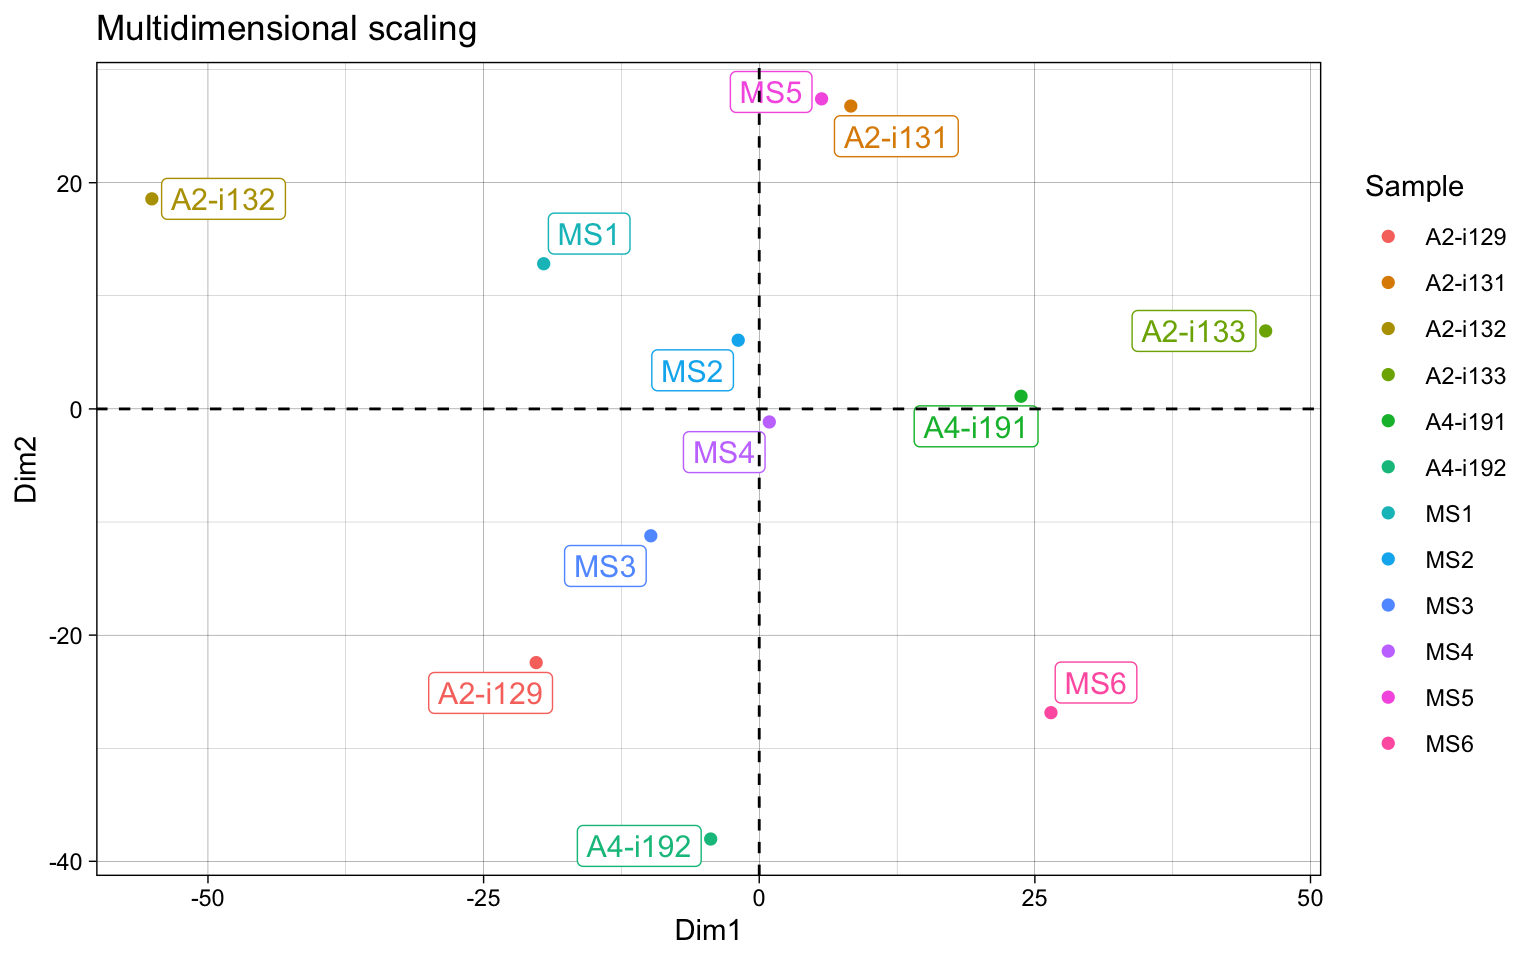 Multidimensional scaling
MS5
A2-i131
A2-i132
MS1
A2-i133
MS2
A4-i191
MS4
MS3
A2-i129
MS6
A4-i192
20
0
-20
-40
Dim2
-50
-25
0
25
50
Dim1
Sample
A2-i129
A2-i131
A2-i132
A2-i133
A4-i191
A4-i192
MS1
MS2
MS3
MS4
MS5
MS6